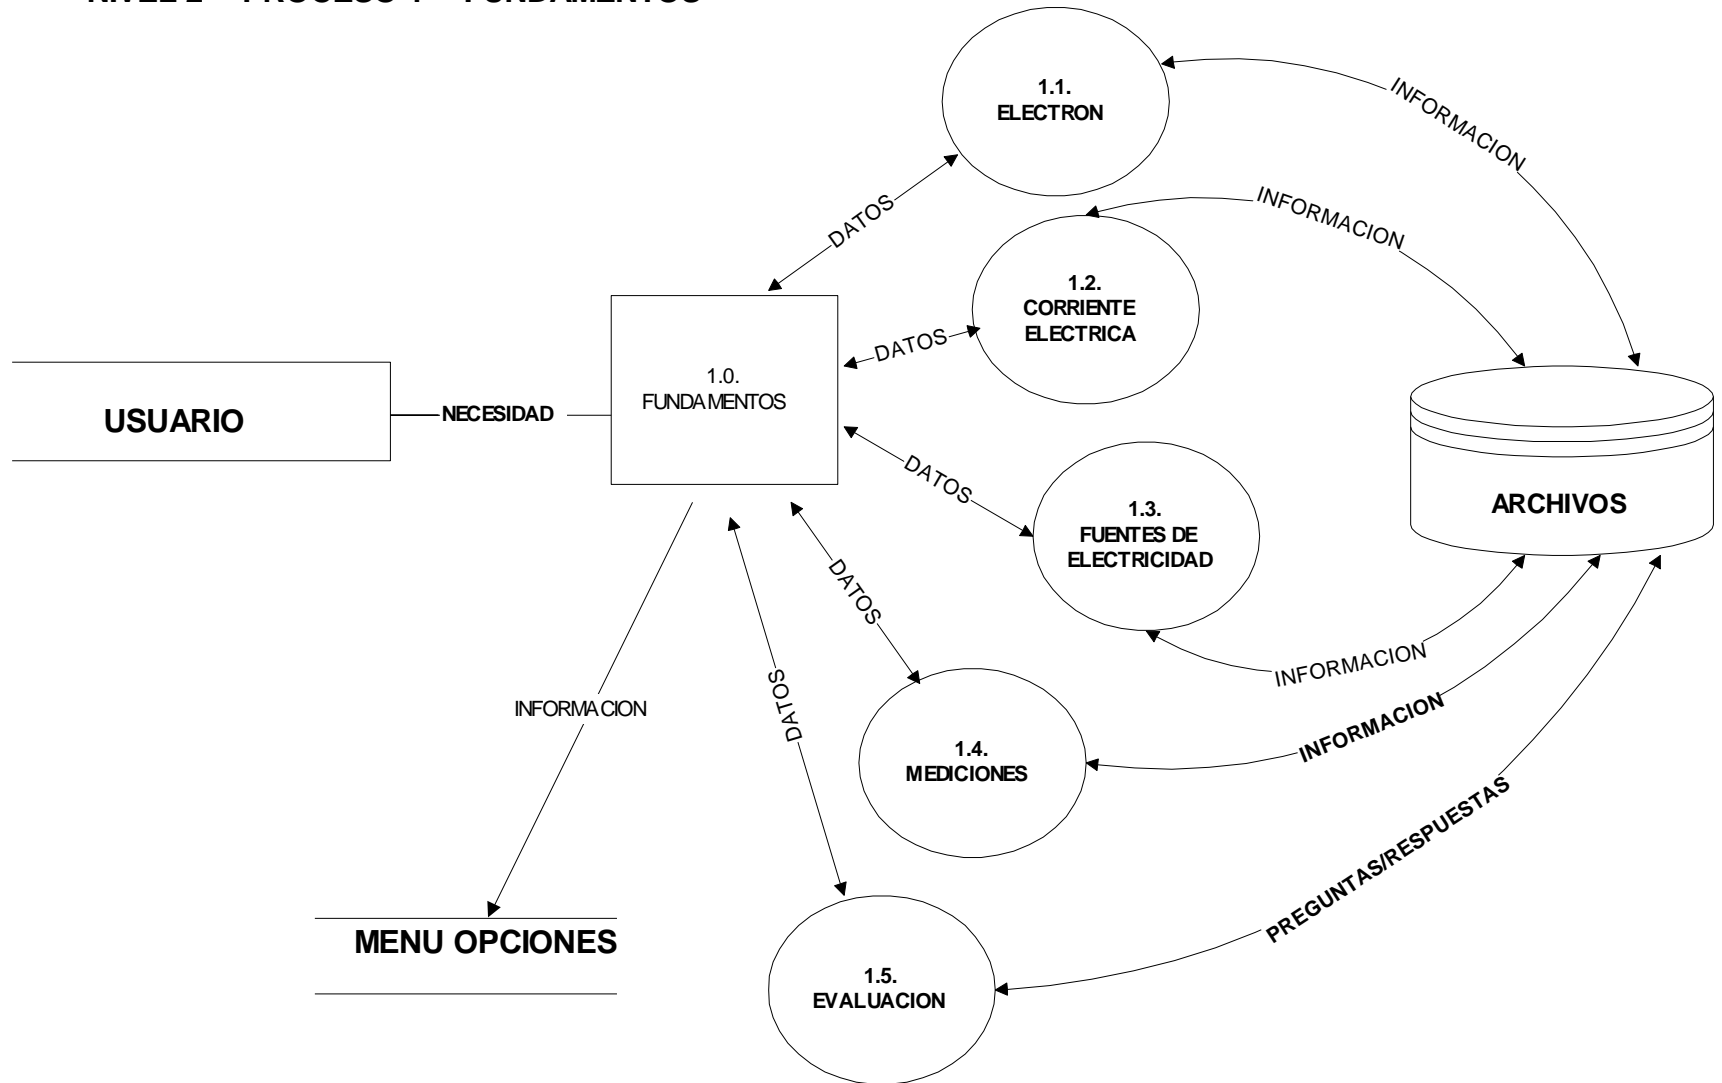 1.1.
ELECTRON
INFORMACION
DATOS
INFORMACION
1.2.
CORRIENTE
ELECTRICA
DATOS
1.0.
FUNDAMENTOS
USUARIO
NECESIDAD
DATOS
1.3.
FUENTES DE
ELECTRICIDAD
ARCHIVOS
DATOS
INFORMACION
DATOS
INFORMACION
INFORMACION
1.4.
MEDICIONES
PREGUNTAS/RESPUESTAS
MENU OPCIONES
1.5.
EVALUACION